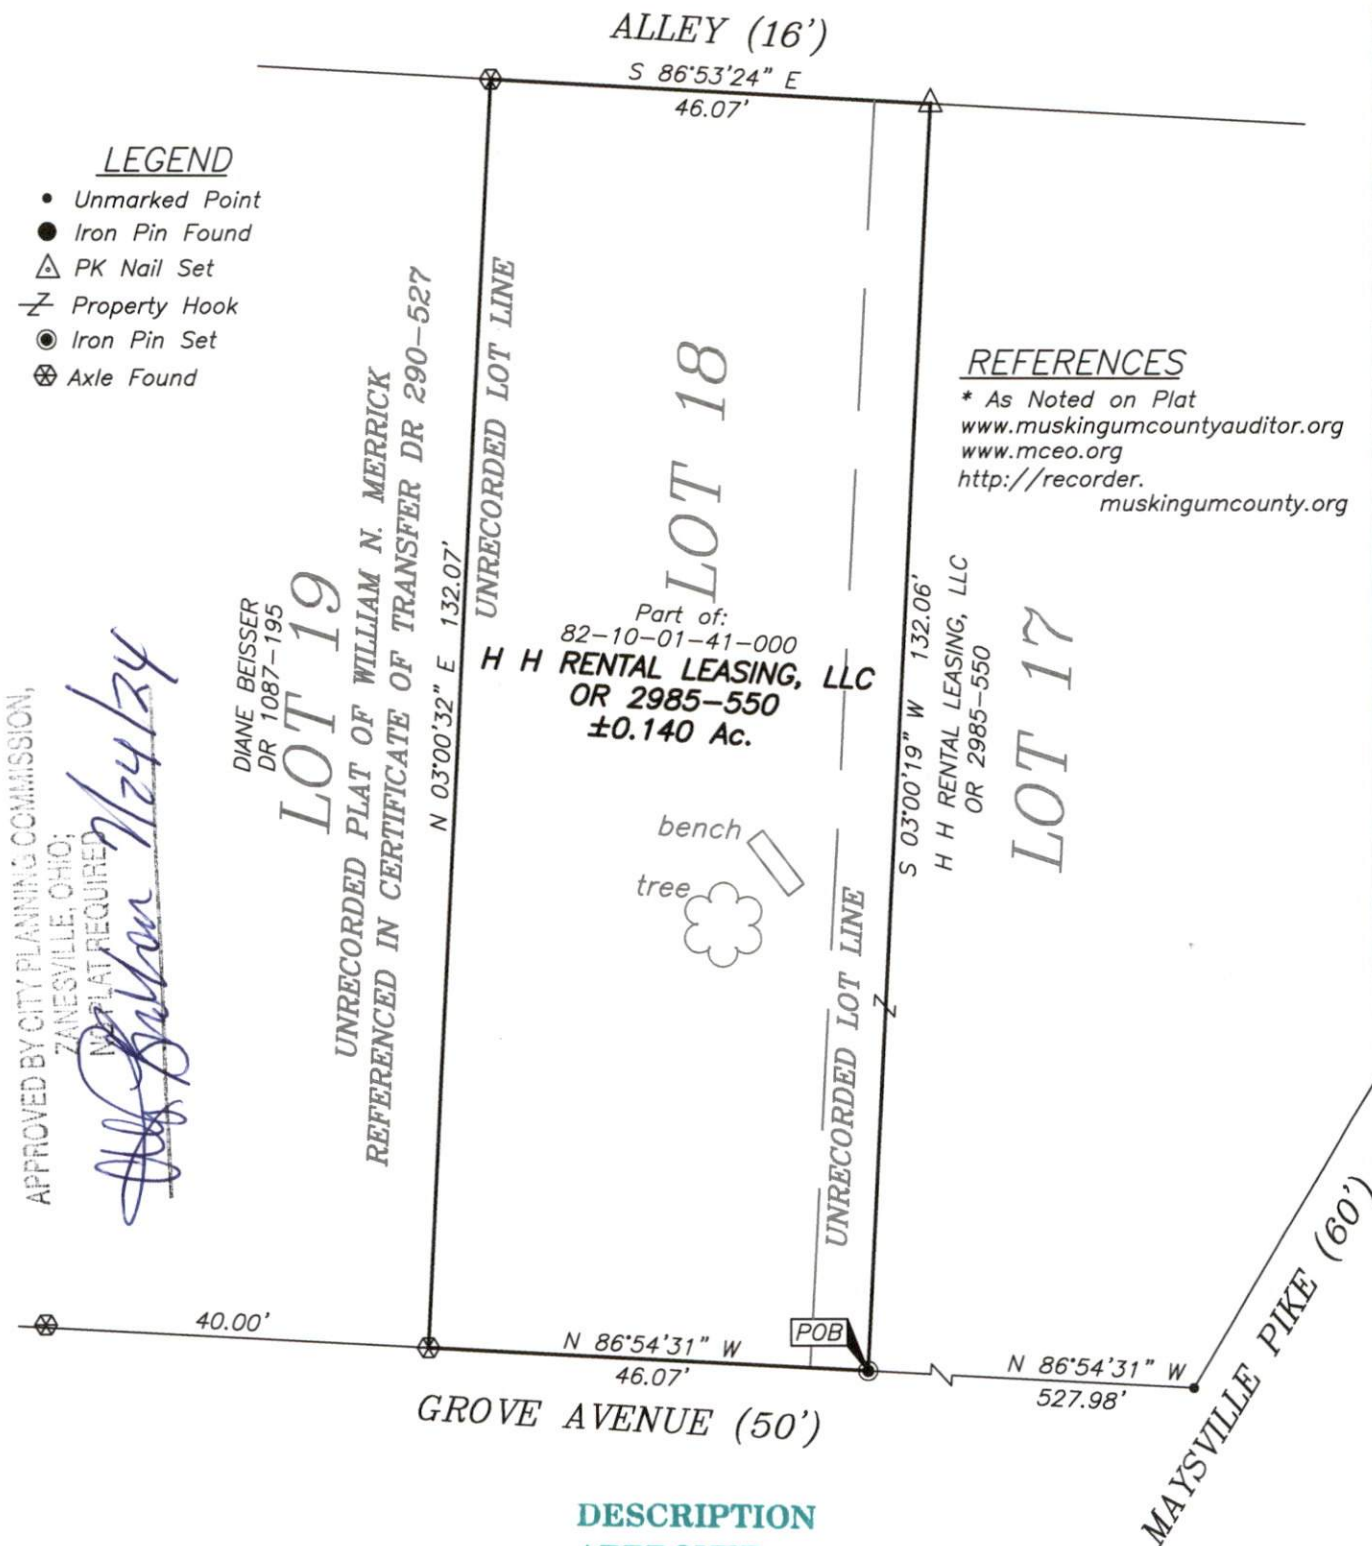 ALLEY (16')
S 86°53'24" E
46.07'
LEGEND
Unmarked Point
Iron Pin Found
PK Nail Set
Property Hook
Iron Pin Set
Axle Found
REFERENCES
* As Noted on Plat
www.muskingumcountyauditor.org
www.mceo.org
http://recorder.
muskingumcounty.org
APPROVED BY CITY PLANNING COMMISSION,
ZANESVILLE, OHIO;
NO PLAT REQUIRED
DIANE BEISSER
DR 1087-195
LOT 19
UNRECORDED PLAT OF WILLIAM N. MERRICK
REFERENCED IN CERTIFICATE OF TRANSFER DR 290-527
N 03°00'32" E 132.07'
UNRECORDED LOT LINE
LOT 18
Part of:
82-10-01-41-000
H H RENTAL LEASING, LLC
OR 2985-550
±0.140 Ac.
bench
tree
UNRECORDED LOT LINE
S 03°00'19" W 132.06'
H H RENTAL LEASING, LLC
OR 2985-550
LOT 17
40.00'
N 86°54'31" W
46.07'
POB
N 86°54'31" W
527.98'
GROVE AVENUE (50')
MAYSVILLE PIKE (60')
DESCRIPTION